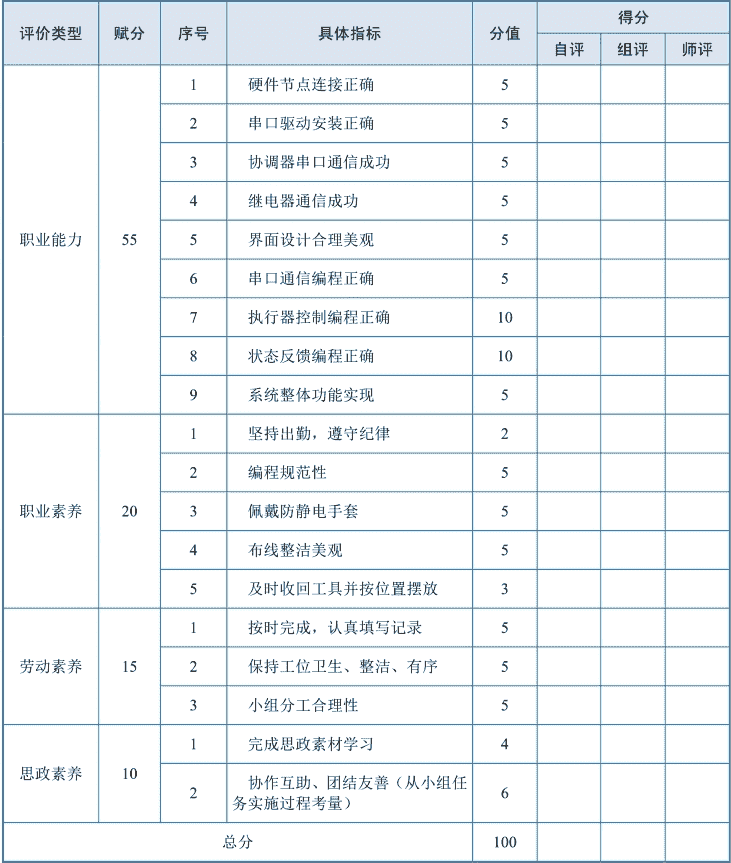 评价类型 赋分 序号 具体指标 分值 得分
自评 组评 师评
职业能力 55
1 硬件节点连接正确 5
2 串口驱动安装正确 5
3 协调器串口通信成功 5
4 继电器通信成功 5
5 界面设计合理美观 5
6 串口通信编程正确 5
7 执行器控制编程正确 10
8 状态反馈编程正确 10
9 系统整体功能实现 5
职业素养 20
1 坚持出勤，遵守纪律 2
2 编程规范性 5
3 佩戴防静电手套 5
4 布线整洁美观 5
5 及时收回工具并按位置摆放 3
劳动素养 15
1 按时完成，认真填写记录 5
2 保持工位卫生、整洁、有序 5
3 小组分工合理性 5
思政素养 10
1 完成思政素材学习 4
2 协作互助、团结友善（从小组任
务实施过程考量） 6
总分 100